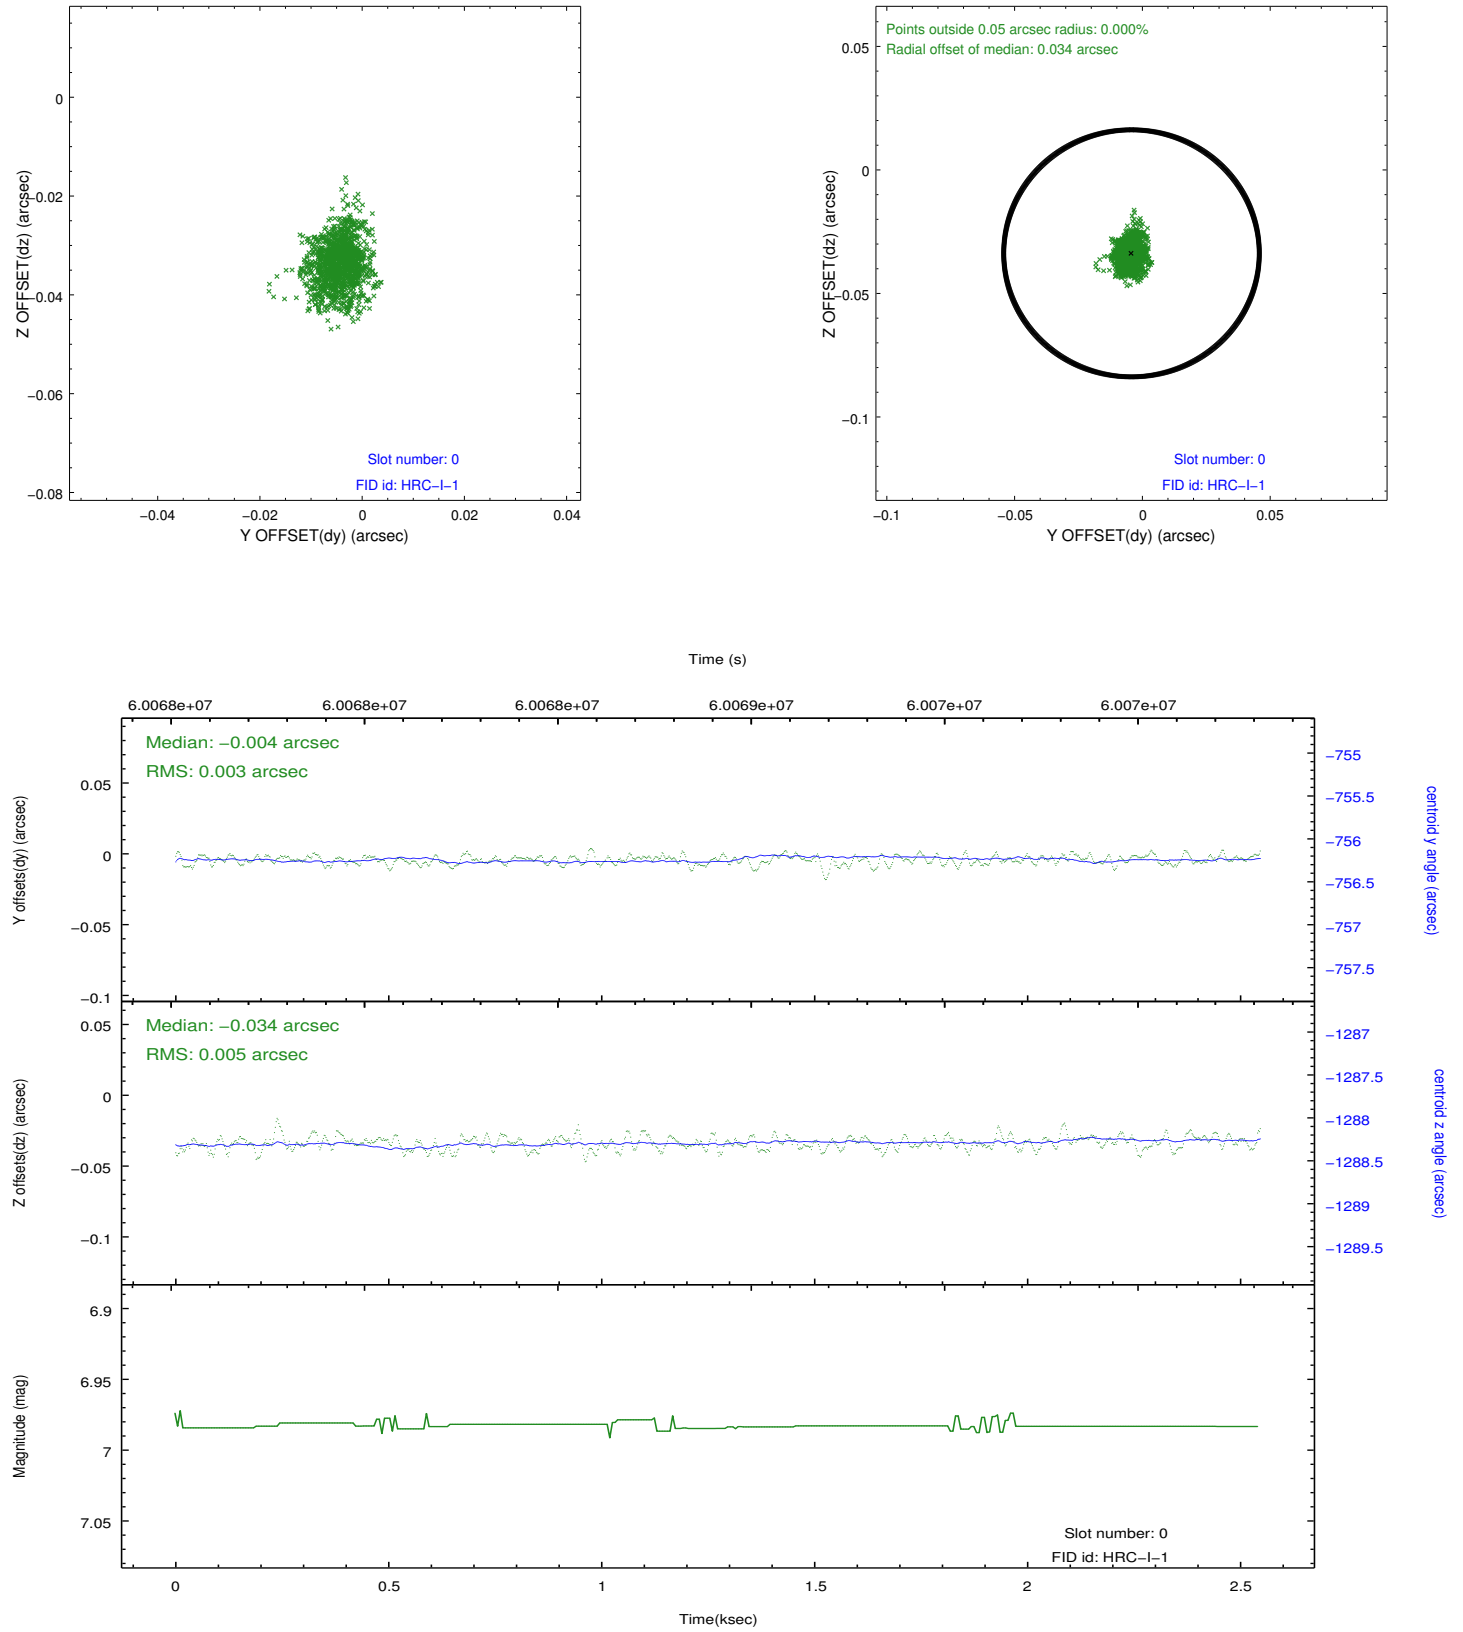 0
−0.02
−0.04
−0.06
−0.08
Z OFFSET(dz) (arcsec)
Slot number: 0
FID id: HRC−I−1
−0.04
−0.02
0
0.02
0.04
Y OFFSET(dy) (arcsec)
Points outside 0.05 arcsec radius: 0.000%
Radial offset of median: 0.034 arcsec
0.05
0
−0.05
−0.1
Z OFFSET(dz) (arcsec)
Slot number: 0
FID id: HRC−I−1
−0.1
−0.05
0
0.05
Y OFFSET(dy) (arcsec)
Time (s)
6.0068e+07
6.0068e+07
6.0068e+07
6.0069e+07
6.007e+07
6.007e+07
Median: −0.004 arcsec
RMS: 0.003 arcsec
0.05
0
−0.05
−0.1
Y offsets(dy) (arcsec)
−755
−755.5
−756
−756.5
−757
−757.5
centroid y angle (arcsec)
Median: −0.034 arcsec
RMS: 0.005 arcsec
0.05
0
−0.05
−0.1
Z offsets(dz) (arcsec)
−1287
−1287.5
−1288
−1288.5
−1289
−1289.5
centroid z angle (arcsec)
6.9
6.95
7
7.05
Magnitude (mag)
Slot number: 0
FID id: HRC−I−1
0
0.5
1
1.5
2
2.5
Time(ksec)